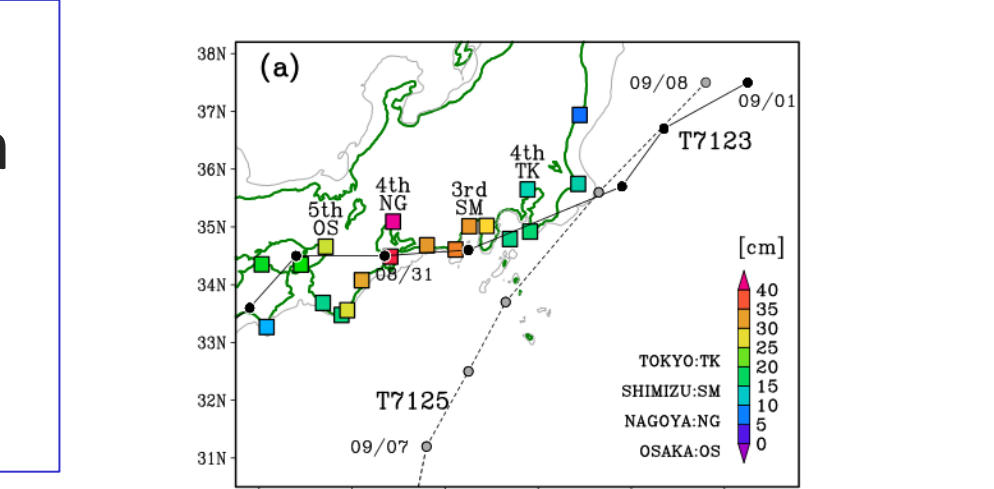 (a)
38N
37N
36N
35N
34N
33N
32N
31N
09/08
09/01
T7123
4th
TK
4th
NG
3rd
SM
5th
OS
08/31
T7125
09/07
[cm]
40
35
30
25
20
15
10
5
0
TOKYO:TK
SHIMIZU:SM
NAGOYA:NG
OSAKA:OS